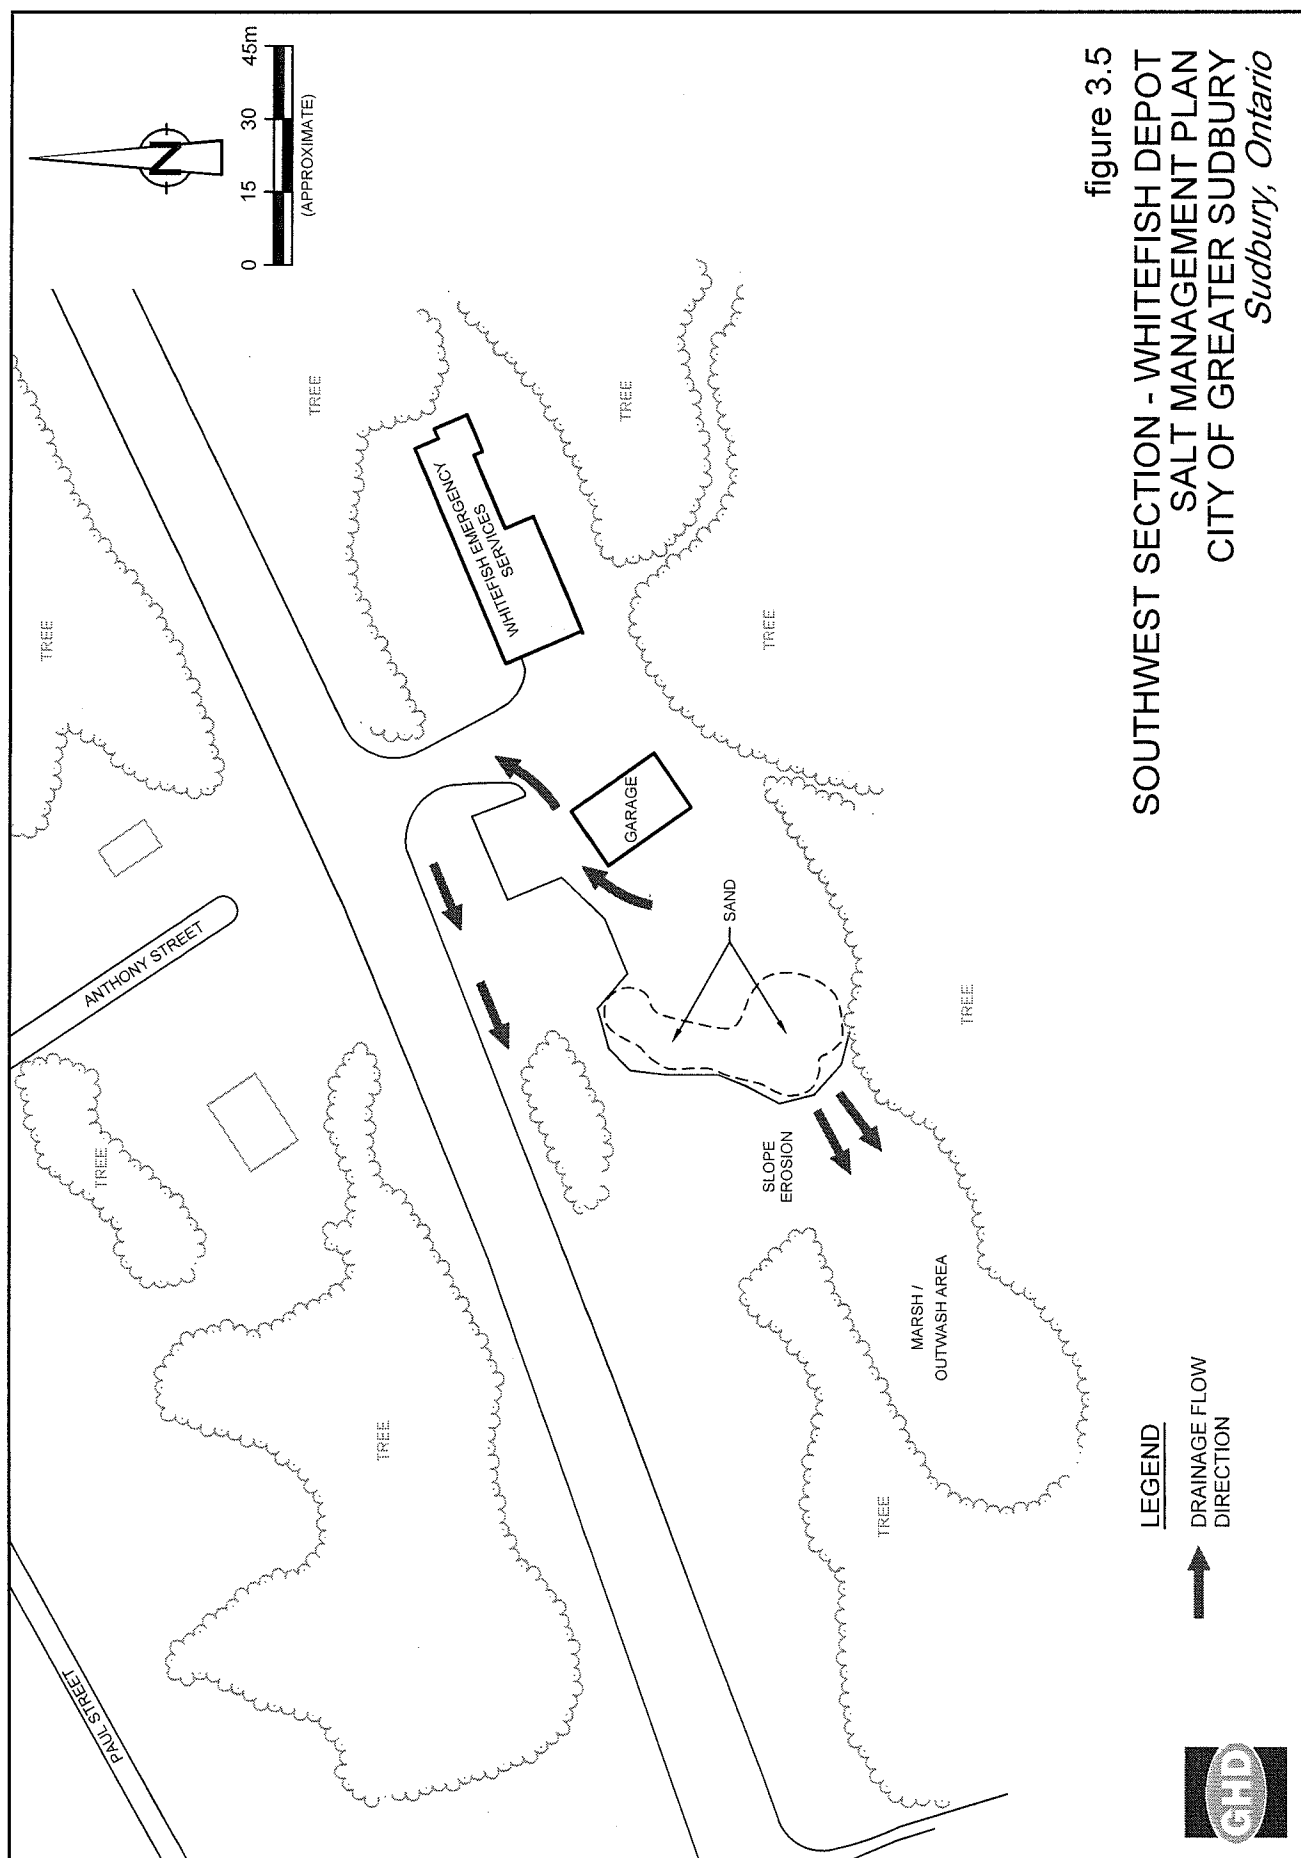 figure 3.5
SOUTHWEST SECTION - WHITEFISH DEPOT
SALT MANAGEMENT PLAN
CITY OF GREATER SUDBURY
Sudbury, Ontario
N
0 15 30 45m
(APPROXIMATE)
TREE
TREE
TREE
TREE
TREE
TREE
TREE
TREE
WHITEFISH EMERGENCY
SERVICES
GARAGE
SAND
ANTHONY STREET
PAUL STREET
SLOPE
EROSION
MARSH /
OUTWASH AREA
LEGEND
DRAINAGE FLOW
DIRECTION
GHD